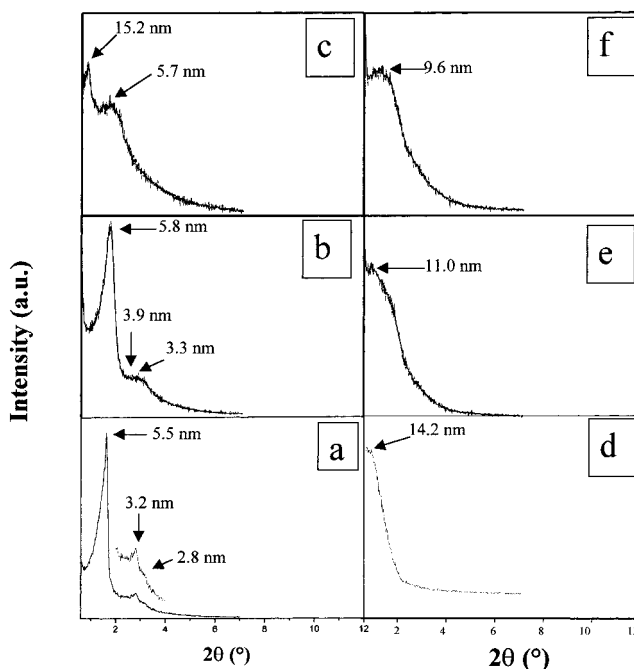 15.2 nm
c
5.7 nm
f
9.6 nm
5.8 nm
b
3.9 nm
3.3 nm
e
11.0 nm
5.5 nm
a
3.2 nm
2.8 nm
d
14.2 nm
Intensity (a.u.)
2 4 6 8 10 12 2 4 6 8 10
2θ (°) 2θ (°)